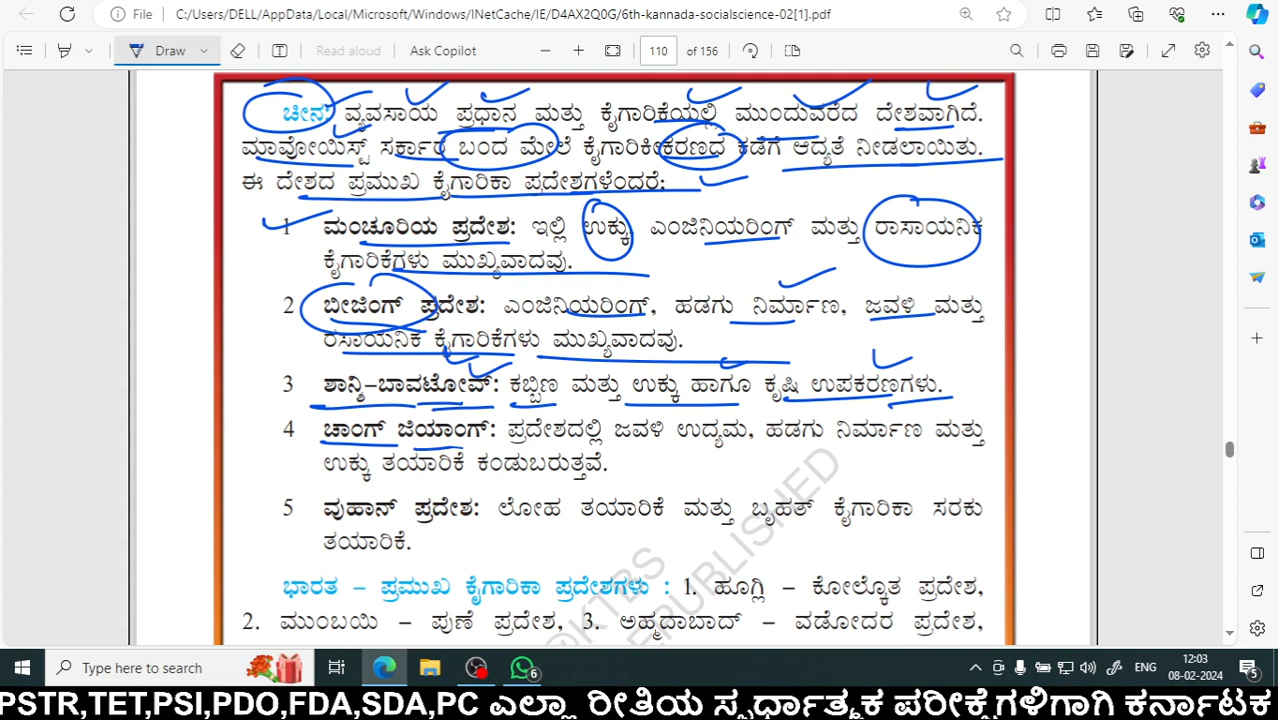 File C:/Users/DELL/AppData/Local/Microsoft/Windows/INetCache/IE/D4AX2Q0G/6th-kannada-socialscience-02[1].pdf
Draw Read aloud Ask Copilot 110 of 156
ಚೀನ: ವ್ಯವಸಾಯ ಪ್ರಧಾನ ಮತ್ತು ಕೈಗಾರಿಕೆಯಲ್ಲಿ ಮುಂದುವರೆದ ದೇಶವಾಗಿದೆ.
ಮಾವೋಯಿಸ್ಟ್ ಸರ್ಕಾರ ಬಂದ ಮೇಲೆ ಕೈಗಾರಿಕೀಕರಣದ ಕಡೆಗೆ ಆದ್ಯತೆ ನೀಡಲಾಯಿತು.
ಈ ದೇಶದ ಪ್ರಮುಖ ಕೈಗಾರಿಕಾ ಪ್ರದೇಶಗಳೆಂದರೆ:
1 ಮಂಚೂರಿಯ ಪ್ರದೇಶ: ಇಲ್ಲಿ ಉಕ್ಕು, ಎಂಜಿನಿಯರಿಂಗ್ ಮತ್ತು ರಾಸಾಯನಿಕ
ಕೈಗಾರಿಕೆಗಳು ಮುಖ್ಯವಾದವು.
2 ಬೀಜಿಂಗ್ ಪ್ರದೇಶ: ಎಂಜಿನಿಯರಿಂಗ್, ಹಡಗು ನಿರ್ಮಾಣ, ಜವಳಿ ಮತ್ತು
ರಸಾಯನಿಕ ಕೈಗಾರಿಕೆಗಳು ಮುಖ್ಯವಾದವು.
3 ಶಾನ್ಶಿ-ಬಾವಟೋವ್: ಕಬ್ಬಿಣ ಮತ್ತು ಉಕ್ಕು ಹಾಗೂ ಕೃಷಿ ಉಪಕರಣಗಳು.
4 ಚಾಂಗ್ ಜಿಯಾಂಗ್: ಪ್ರದೇಶದಲ್ಲಿ ಜವಳಿ ಉದ್ಯಮ, ಹಡಗು ನಿರ್ಮಾಣ ಮತ್ತು
ಉಕ್ಕು ತಯಾರಿಕೆ ಕಂಡುಬರುತ್ತವೆ.
5 ವುಹಾನ್ ಪ್ರದೇಶ: ಲೋಹ ತಯಾರಿಕೆ ಮತ್ತು ಬೃಹತ್ ಕೈಗಾರಿಕಾ ಸರಕು
ತಯಾರಿಕೆ.
ಭಾರತ – ಪ್ರಮುಖ ಕೈಗಾರಿಕಾ ಪ್ರದೇಶಗಳು : 1. ಹೂಗ್ಲಿ – ಕೋಲ್ಕೊತ ಪ್ರದೇಶ,
2. ಮುಂಬಯಿ – ಪುಣೆ ಪ್ರದೇಶ, 3. ಅಹ್ಮದಾಬಾದ್ – ವಡೋದರ ಪ್ರದೇಶ,
@KTBS
EPUBLISHED
Type here to search
6
ENG
12:03
08-02-2024
5
PSTR,TET,PSI,PDO,FDA,SDA,PC ಎಲ್ಲಾ ರೀತಿಯ ಸ್ಪರ್ಧಾತ್ಮಕ ಪರೀಕ್ಷೆಗಳಿಗಾಗಿ ಕರ್ನಾಟಕ